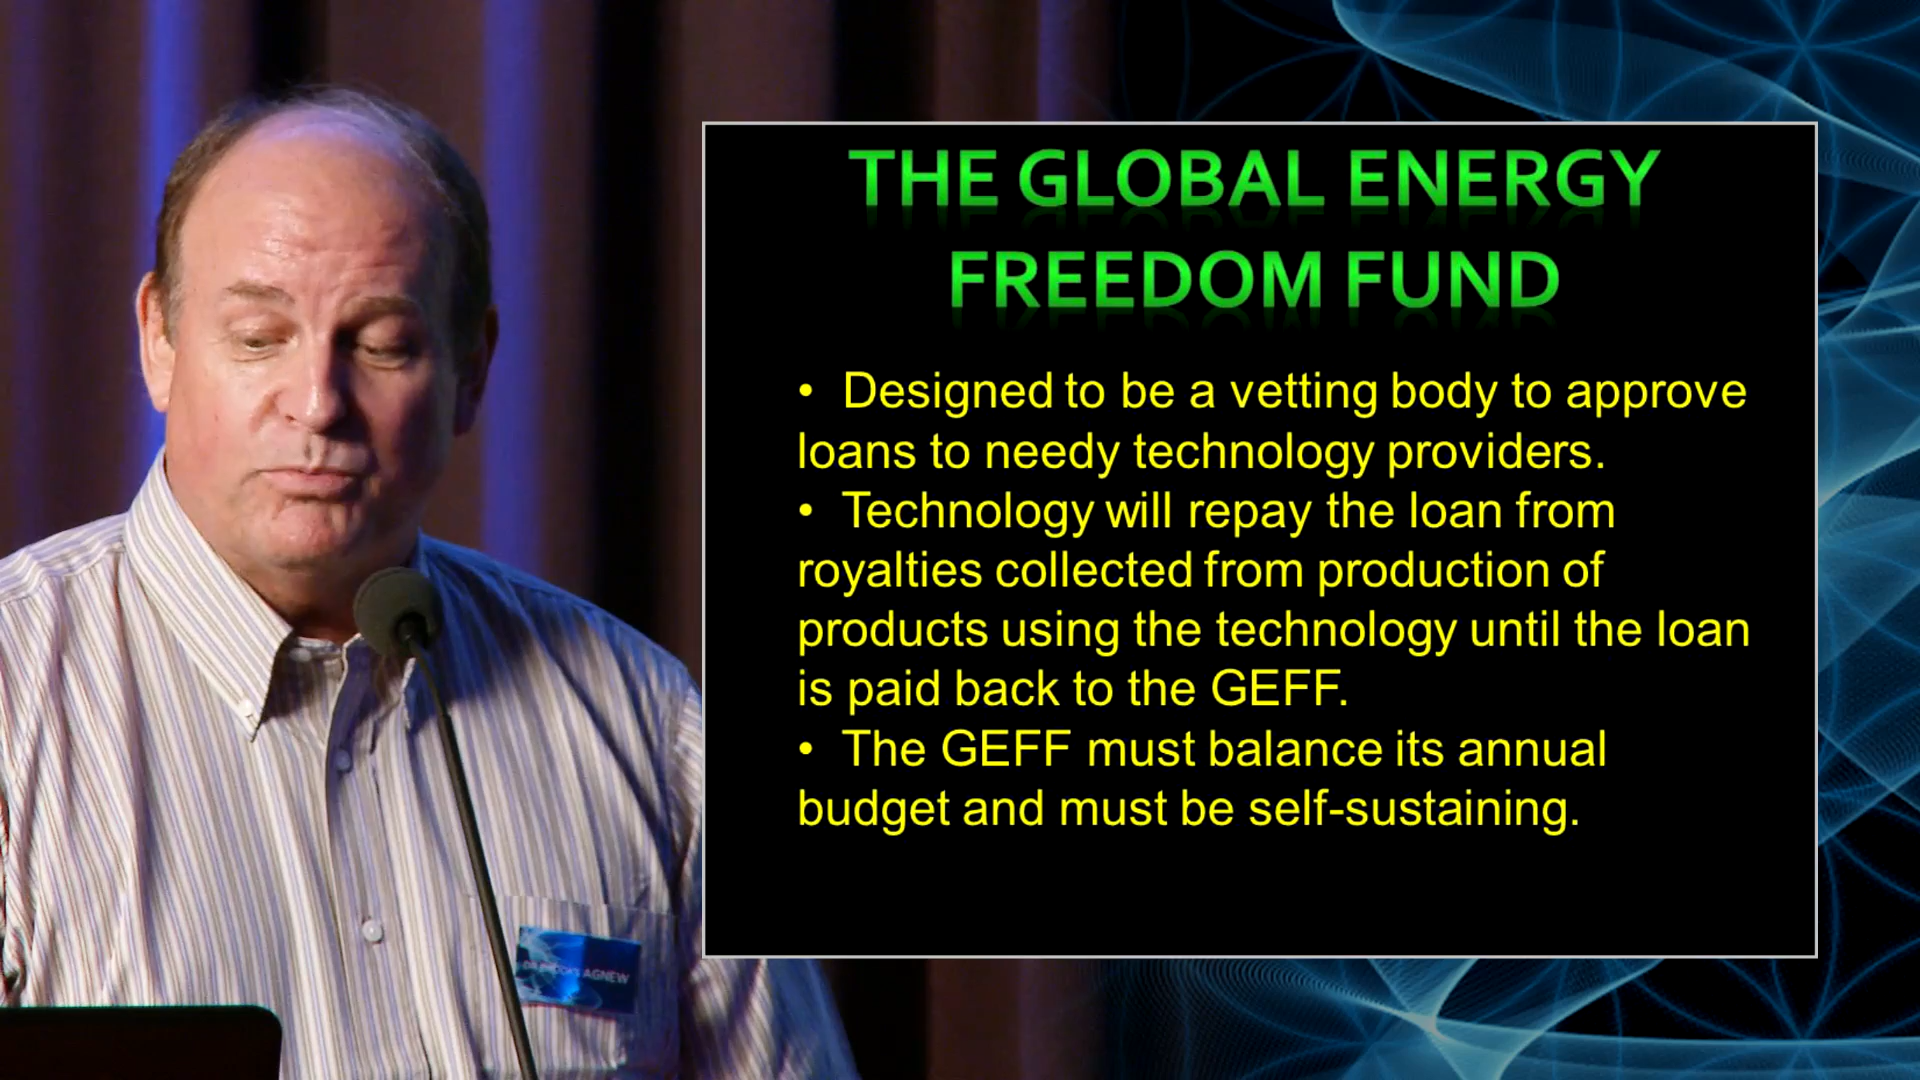 THE GLOBAL ENERGY
FREEDOM FUND
• Designed to be a vetting body to approve
loans to needy technology providers.
• Technology will repay the loan from
royalties collected from production of
products using the technology until the loan
is paid back to the GEFF.
• The GEFF must balance its annual
budget and must be self-sustaining.
DR BROOKS AGNEW